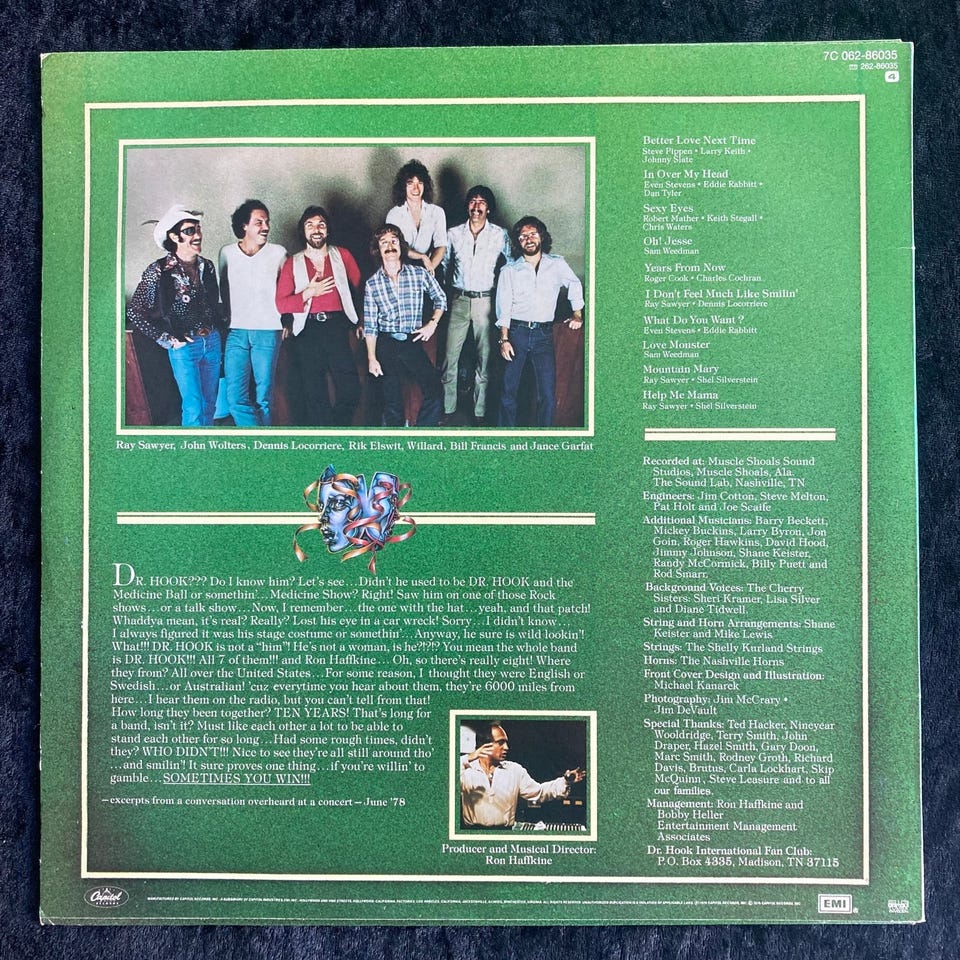 7C 062-86035
262-86035
4
Better Love Next Time
Steve Pippen • Larry Keith •
Johnny Slate
In Over My Head
Even Stevens • Eddie Rabbitt •
Dan Tyler
Sexy Eyes
Robert Mather • Keith Stegall •
Chris Waters
Oh! Jesse
Sam Weedman
Years From Now
Roger Cook • Charles Cochran
I Don't Feel Much Like Smilin'
Ray Sawyer • Dennis Locorriere
What Do You Want ?
Even Stevens • Eddie Rabbitt
Love Monster
Sam Weedman
Mountain Mary
Ray Sawyer • Shel Silverstein
Help Me Mama
Ray Sawyer • Shel Silverstein
Ray Sawyer, John Wolters, Dennis Locorriere, Rik Elswit, Willard, Bill Francis and Jance Garfat
DR. HOOK??? Do I know him? Let's see...Didn't he used to be DR. HOOK and the
Medicine Ball or somethin'...Medicine Show? Right! Saw him on one of those Rock
shows...or a talk show...Now, I remember...the one with the hat...yeah, and that patch!
Whaddya mean, it's real? Really? Lost his eye in a car wreck! Sorry...I didn't know...
I always figured it was his stage costume or somethin'...Anyway, he sure is wild lookin'!
What!!! DR. HOOK is not a "him"! He's not a woman, is he?!?!? You mean the whole band
is DR. HOOK!!! All 7 of them!!! and Ron Haffkine...Oh, so there's really eight! Where
they from? All over the United States...For some reason, I thought they were English or
Swedish...or Australian! 'cuz everytime you hear about them, they're 6000 miles from
here...I hear them on the radio, but you can't tell from that!
How long they been together? TEN YEARS! That's long for
a band, isn't it? Must like each other a lot to be able to
stand each other for so long...Had some rough times, didn't
they? WHO DIDN'T!!! Nice to see they're all still around tho'
...and smilin'! It sure proves one thing...if you're willin' to
gamble...SOMETIMES YOU WIN!!!
—excerpts from a conversation overheard at a concert—June '78
Producer and Musical Director:
Ron Haffkine
Recorded at: Muscle Shoals Sound
Studios, Muscle Shoals, Ala.
The Sound Lab, Nashville, TN
Engineers: Jim Cotton, Steve Melton,
Pat Holt and Joe Scaife
Additional Musicians: Barry Beckett,
Mickey Buckins, Larry Byrom, Jon
Goin, Roger Hawkins, David Hood,
Jimmy Johnson, Shane Keister,
Randy McCormick, Billy Puett and
Rod Smarr.
Background Voices: The Cherry
Sisters: Sheri Kramer, Lisa Silver
and Diane Tidwell.
String and Horn Arrangements: Shane
Keister and Mike Lewis
Strings: The Shelly Kurland Strings
Horns: The Nashville Horns
Front Cover Design and Illustration:
Michael Kanarek
Photography: Jim McCrary •
Jim DeVault
Special Thanks: Ted Hacker, Nineyear
Wooldridge, Terry Smith, John
Draper, Hazel Smith, Gary Doon,
Marc Smith, Rodney Groth, Richard
Davis, Brutus, Carla Lockhart, Skip
McQuinn, Steve Leasure and to all
our families.
Management: Ron Haffkine and
Bobby Heller
Entertainment Management
Associates
Dr. Hook International Fan Club:
P.O. Box 4335, Madison, TN 37115
Capitol
RECORDS
EMI